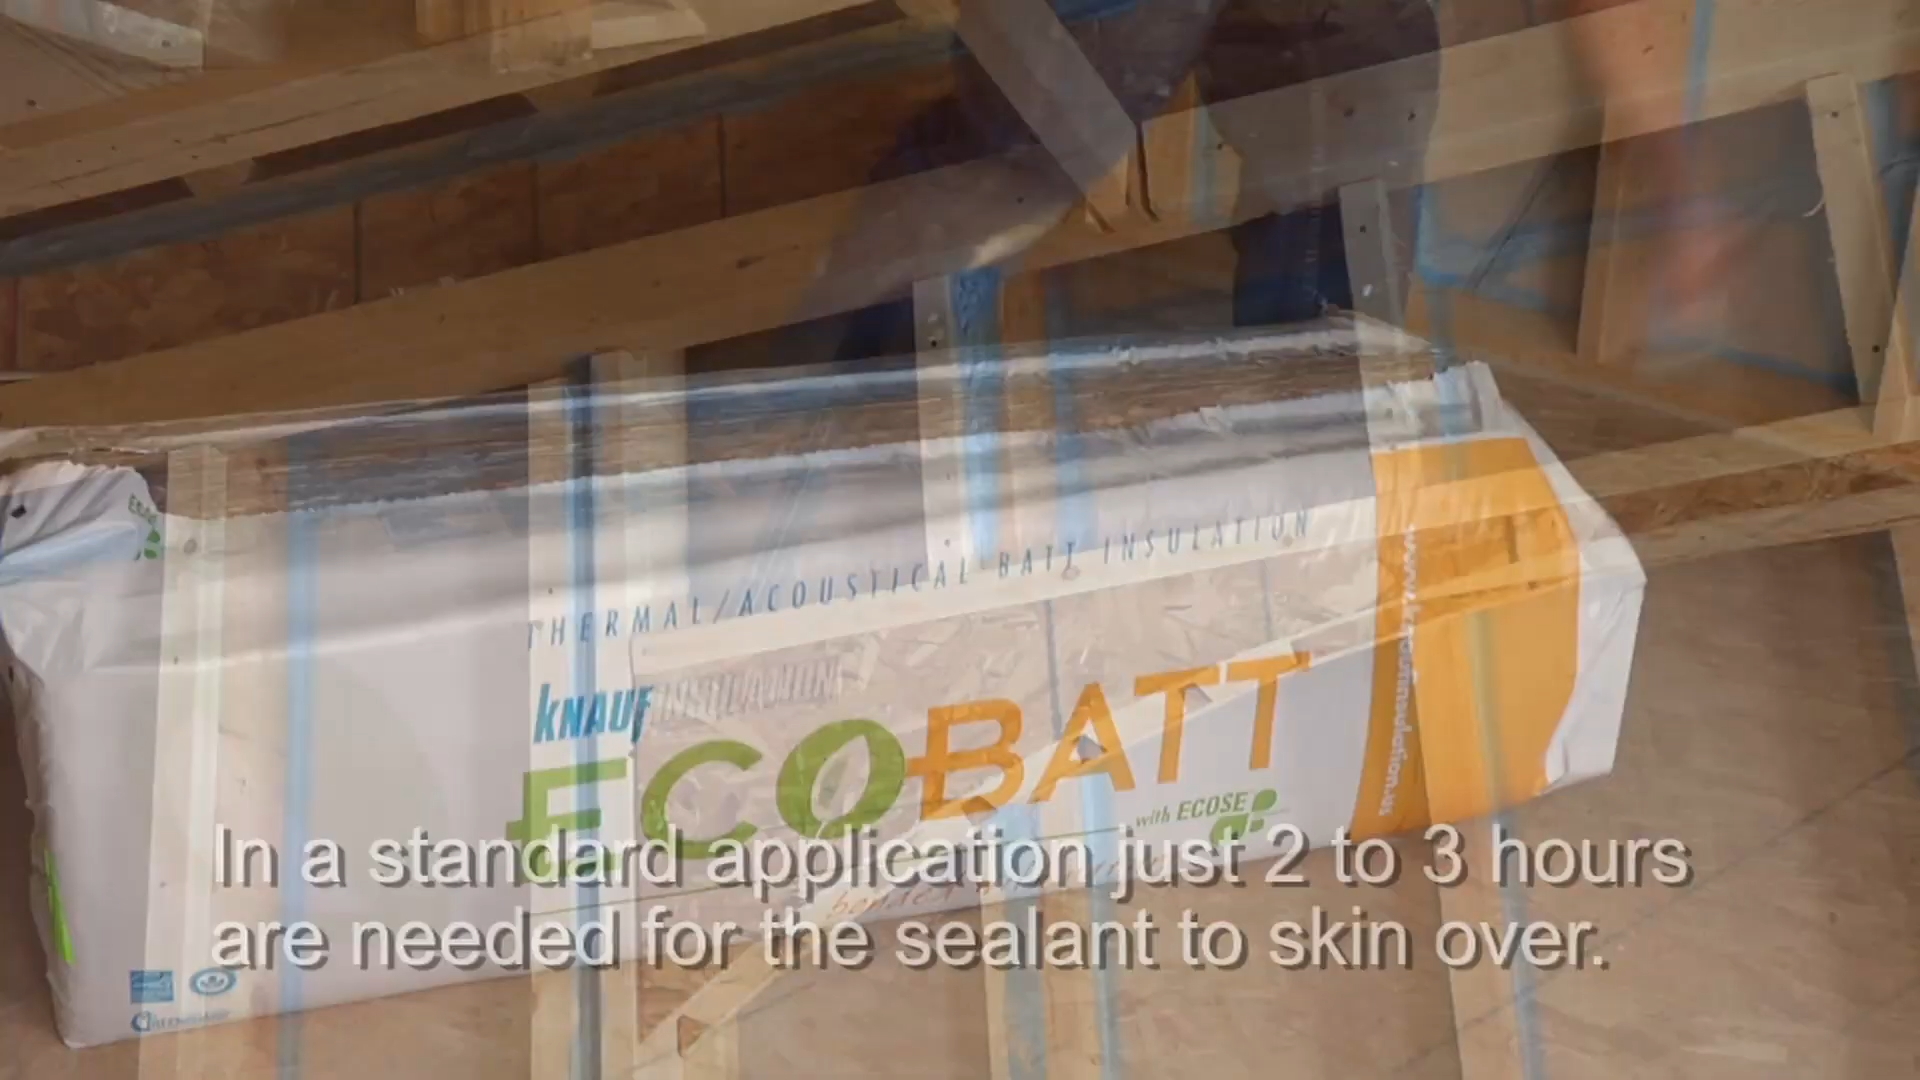 THERMAL/ACOUSTICAL BATT INSULATION
KNAUF INSULATION
ECOBATT
with ECOSE
In a standard application just 2 to 3 hours
are needed for the sealant to skin over.